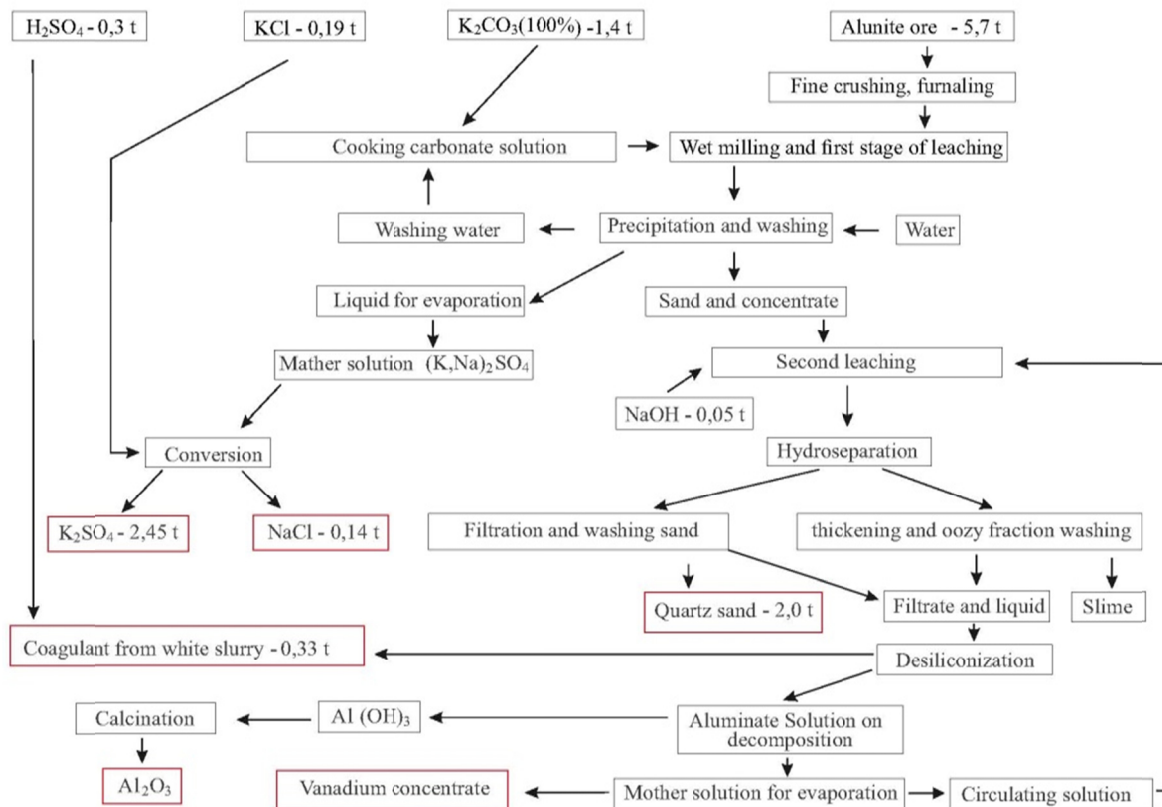 H₂SO₄ - 0,3 t
KCl - 0,19 t
K₂CO₃(100%) -1,4 t
Alunite ore - 5,7 t
Fine crushing, furnaling
Cooking carbonate solution
Wet milling and first stage of leaching
Washing water
Precipitation and washing
Water
Liquid for evaporation
Sand and concentrate
Mather solution (K,Na)₂SO₄
Second leaching
NaOH - 0,05 t
Conversion
Hydroseparation
K₂SO₄ - 2,45 t
NaCl - 0,14 t
Filtration and washing sand
thickening and oozy fraction washing
Quartz sand - 2,0 t
Filtrate and liquid
Slime
Coagulant from white slurry - 0,33 t
Desiliconization
Calcination
Al (OH)₃
Aluminate Solution on
decomposition
Al₂O₃
Vanadium concentrate
Mother solution for evaporation
Circulating solution